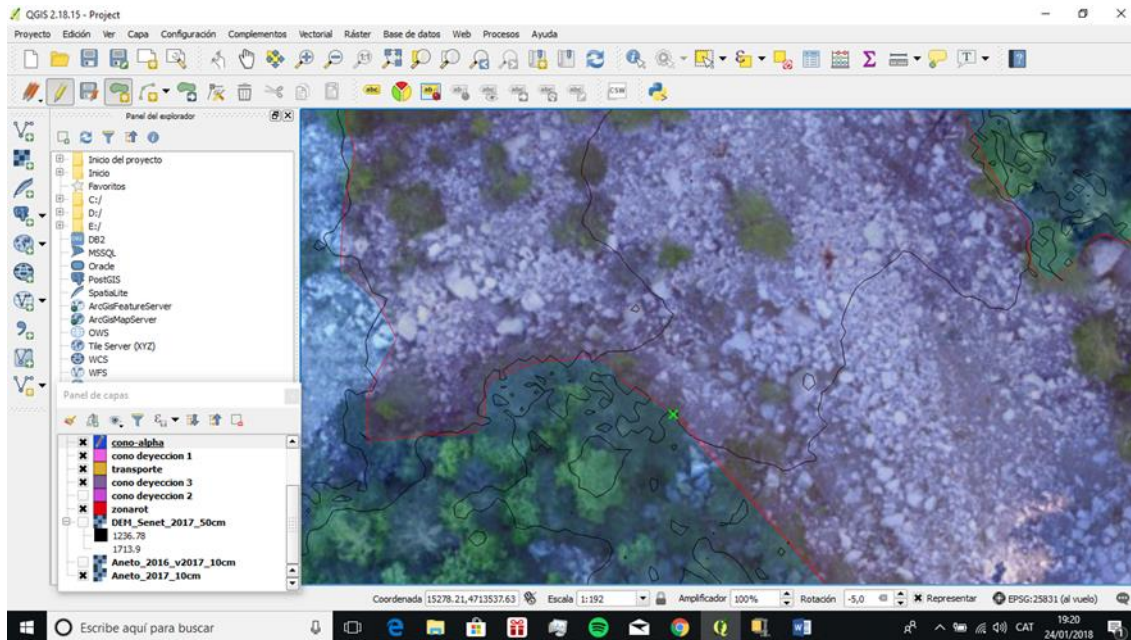 QGIS 2.18.15 - Project
Proyecto Edición Ver Capa Configuración Complementos Vectorial Ráster Base de datos Web Procesos Ayuda
Panel del explorador
Inicio del proyecto
Inicio
Favoritos
C:/
D:/
E:/
DB2
MSSQL
Oracle
PostGIS
SpatiaLite
ArcGisFeatureServer
ArcGisMapServer
OWS
Tile Server (XYZ)
WCS
WFS
Panel de capas
cono-alpha
cono deyeccion 1
transporte
cono deyeccion 3
cono deyeccion 2
zonarot
DEM_Senet_2017_50cm
1236.78
1713.9
Aneto_2016_v2017_10cm
Aneto_2017_10cm
Coordenada 15278.21,4713537.63 Escala 1:192 Amplificador 100% Rotación -5,0 Representar EPSG:25831 (al vuelo)
Escribe aquí para buscar
CAT
19:20
24/01/2018